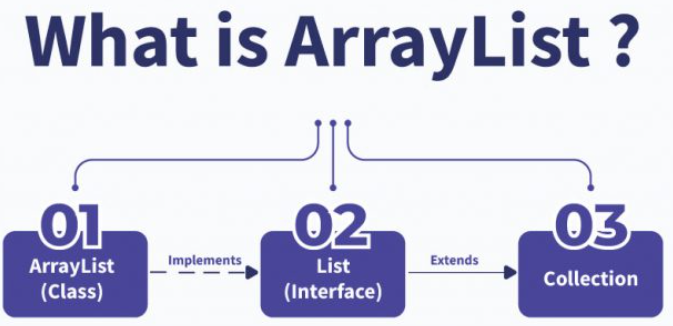 What is ArrayList ?
01
ArrayList
(Class)
Implements
02
List
(Interface)
Extends
03
Collection